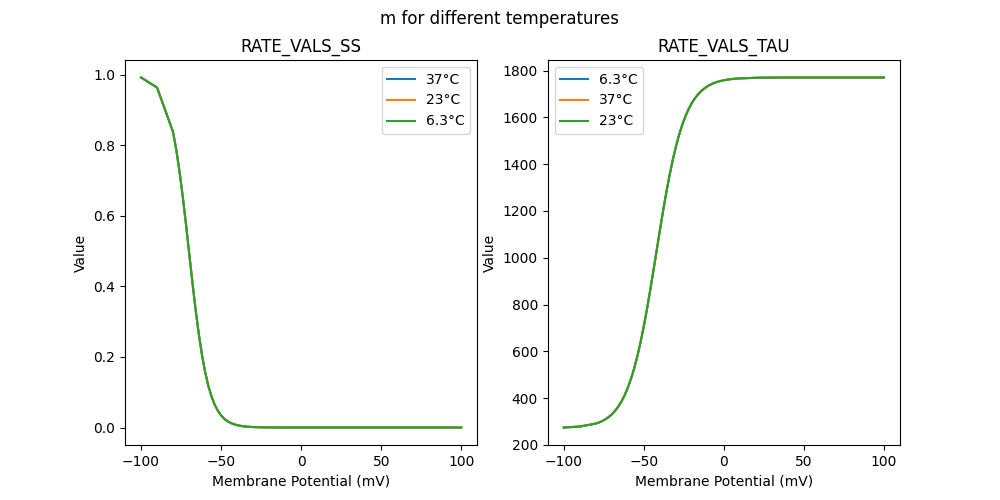 m for different temperatures
RATE_VALS_SS
1.0
0.8
0.6
0.4
0.2
0.0
Value
−100
−50
0
50
100
Membrane Potential (mV)
37°C
23°C
6.3°C
RATE_VALS_TAU
1800
1600
1400
1200
1000
800
600
400
200
Value
−100
−50
0
50
100
Membrane Potential (mV)
6.3°C
37°C
23°C